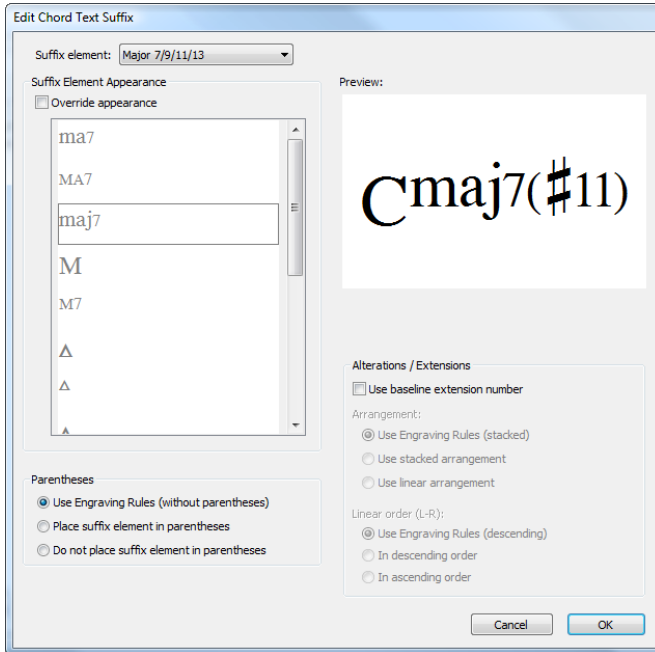 Edit Chord Text Suffix
Suffix element: Major 7/9/11/13
Suffix Element Appearance
Override appearance
ma7
MA7
maj7
M
M7
Δ
Δ
Parentheses
Use Engraving Rules (without parentheses)
Place suffix element in parentheses
Do not place suffix element in parentheses
Preview:
Cmaj7(♯11)
Alterations / Extensions
Use baseline extension number
Arrangement:
Use Engraving Rules (stacked)
Use stacked arrangement
Use linear arrangement
Linear order (L-R):
Use Engraving Rules (descending)
In descending order
In ascending order
Cancel
OK